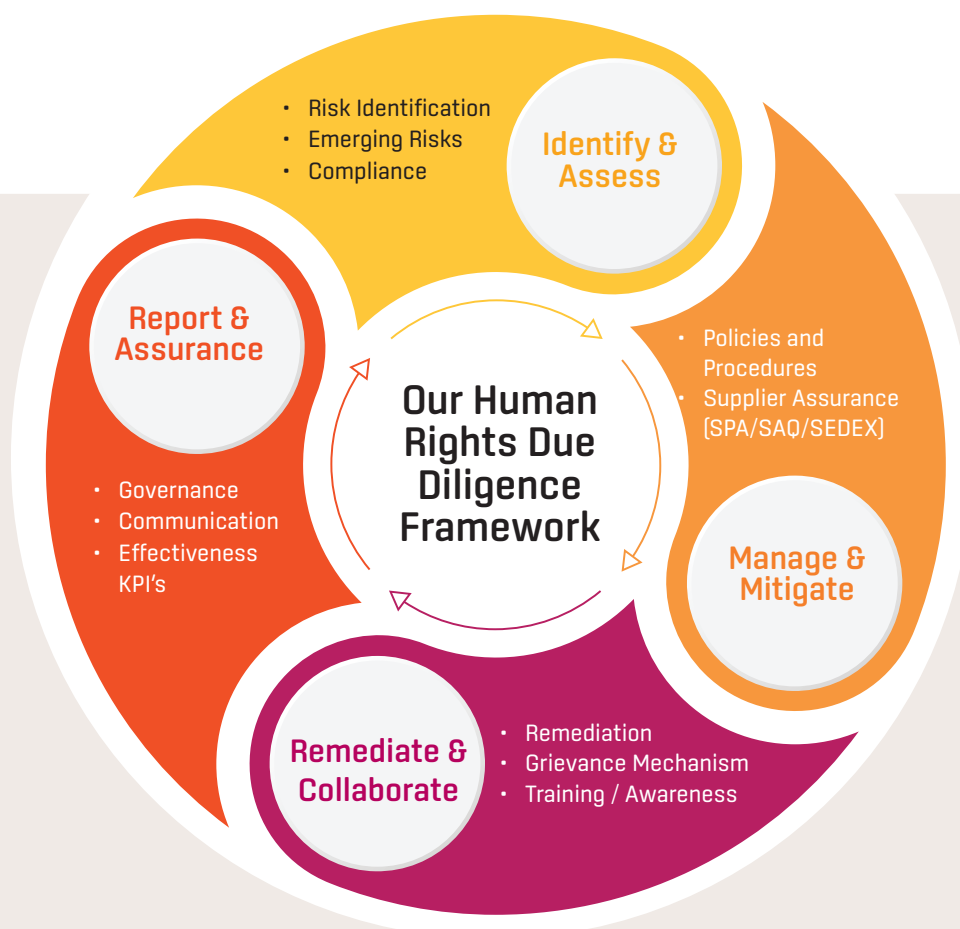 • Risk Identification
• Emerging Risks
• Compliance
Identify &
Assess
• Policies and
Procedures
• Supplier Assurance
(SPA/SAQ/SEDEX)
Manage &
Mitigate
• Remediation
• Grievance Mechanism
• Training / Awareness
Remediate &
Collaborate
Report &
Assurance
• Governance
• Communication
• Effectiveness
KPI's
Our Human
Rights Due
Diligence
Framework